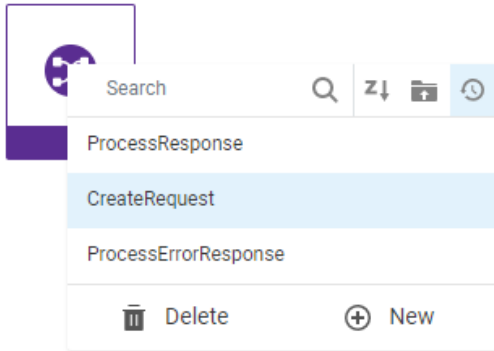 Search
ProcessResponse
CreateRequest
ProcessErrorResponse
Delete New